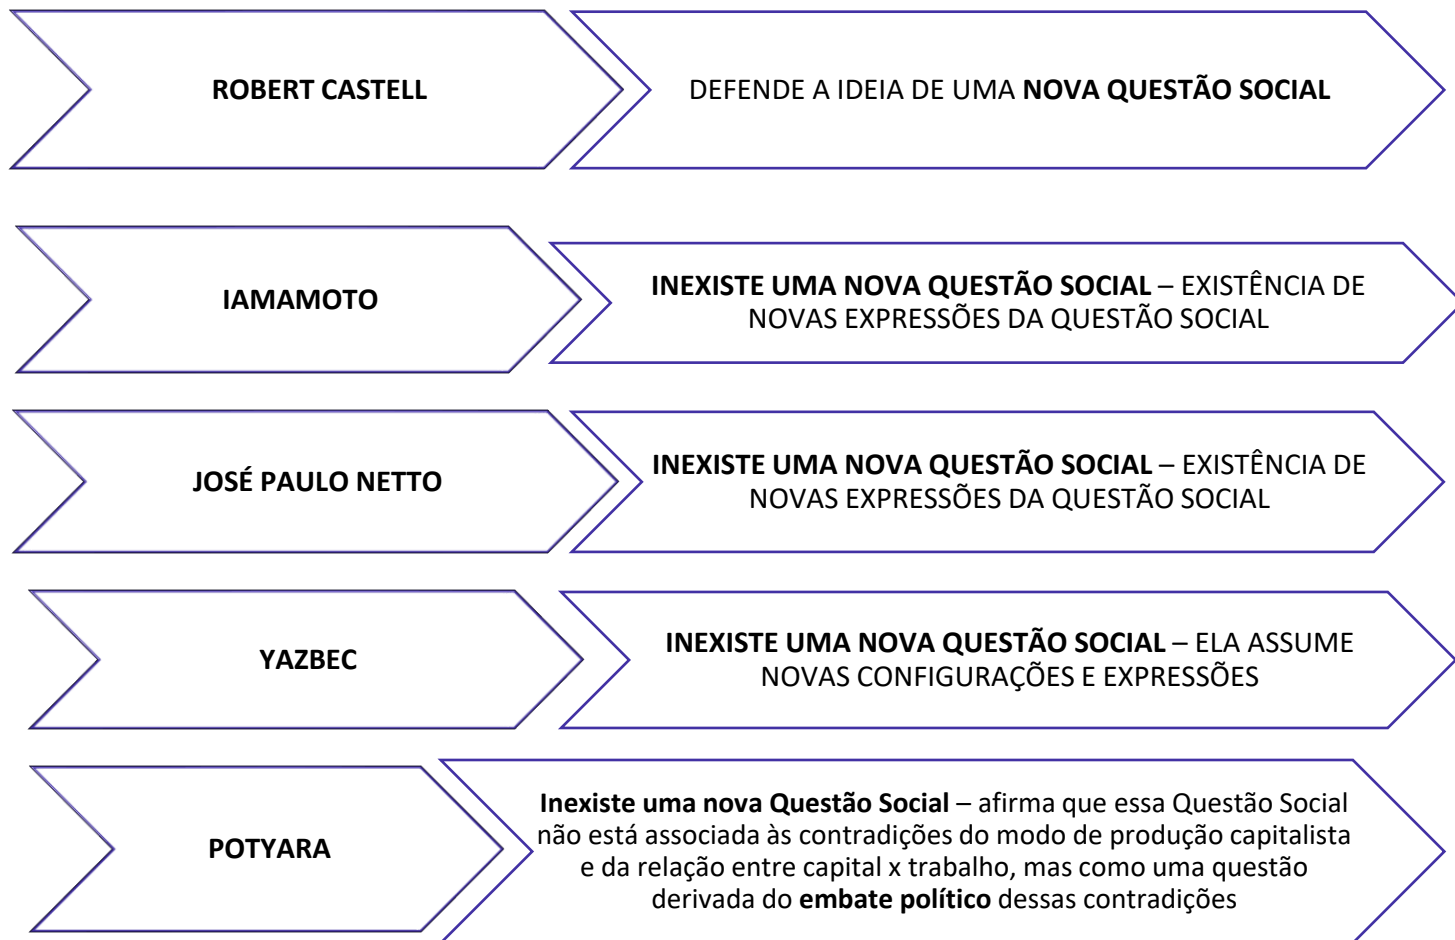 ROBERT CASTELL
DEFENDE A IDEIA DE UMA NOVA QUESTÃO SOCIAL
IAMAMOTO
INEXISTE UMA NOVA QUESTÃO SOCIAL – EXISTÊNCIA DE
NOVAS EXPRESSÕES DA QUESTÃO SOCIAL
JOSÉ PAULO NETTO
INEXISTE UMA NOVA QUESTÃO SOCIAL – EXISTÊNCIA DE
NOVAS EXPRESSÕES DA QUESTÃO SOCIAL
YAZBEC
INEXISTE UMA NOVA QUESTÃO SOCIAL – ELA ASSUME
NOVAS CONFIGURAÇÕES E EXPRESSÕES
POTYARA
Inexiste uma nova Questão Social – afirma que essa Questão Social
não está associada às contradições do modo de produção capitalista
e da relação entre capital x trabalho, mas como uma questão
derivada do embate político dessas contradições